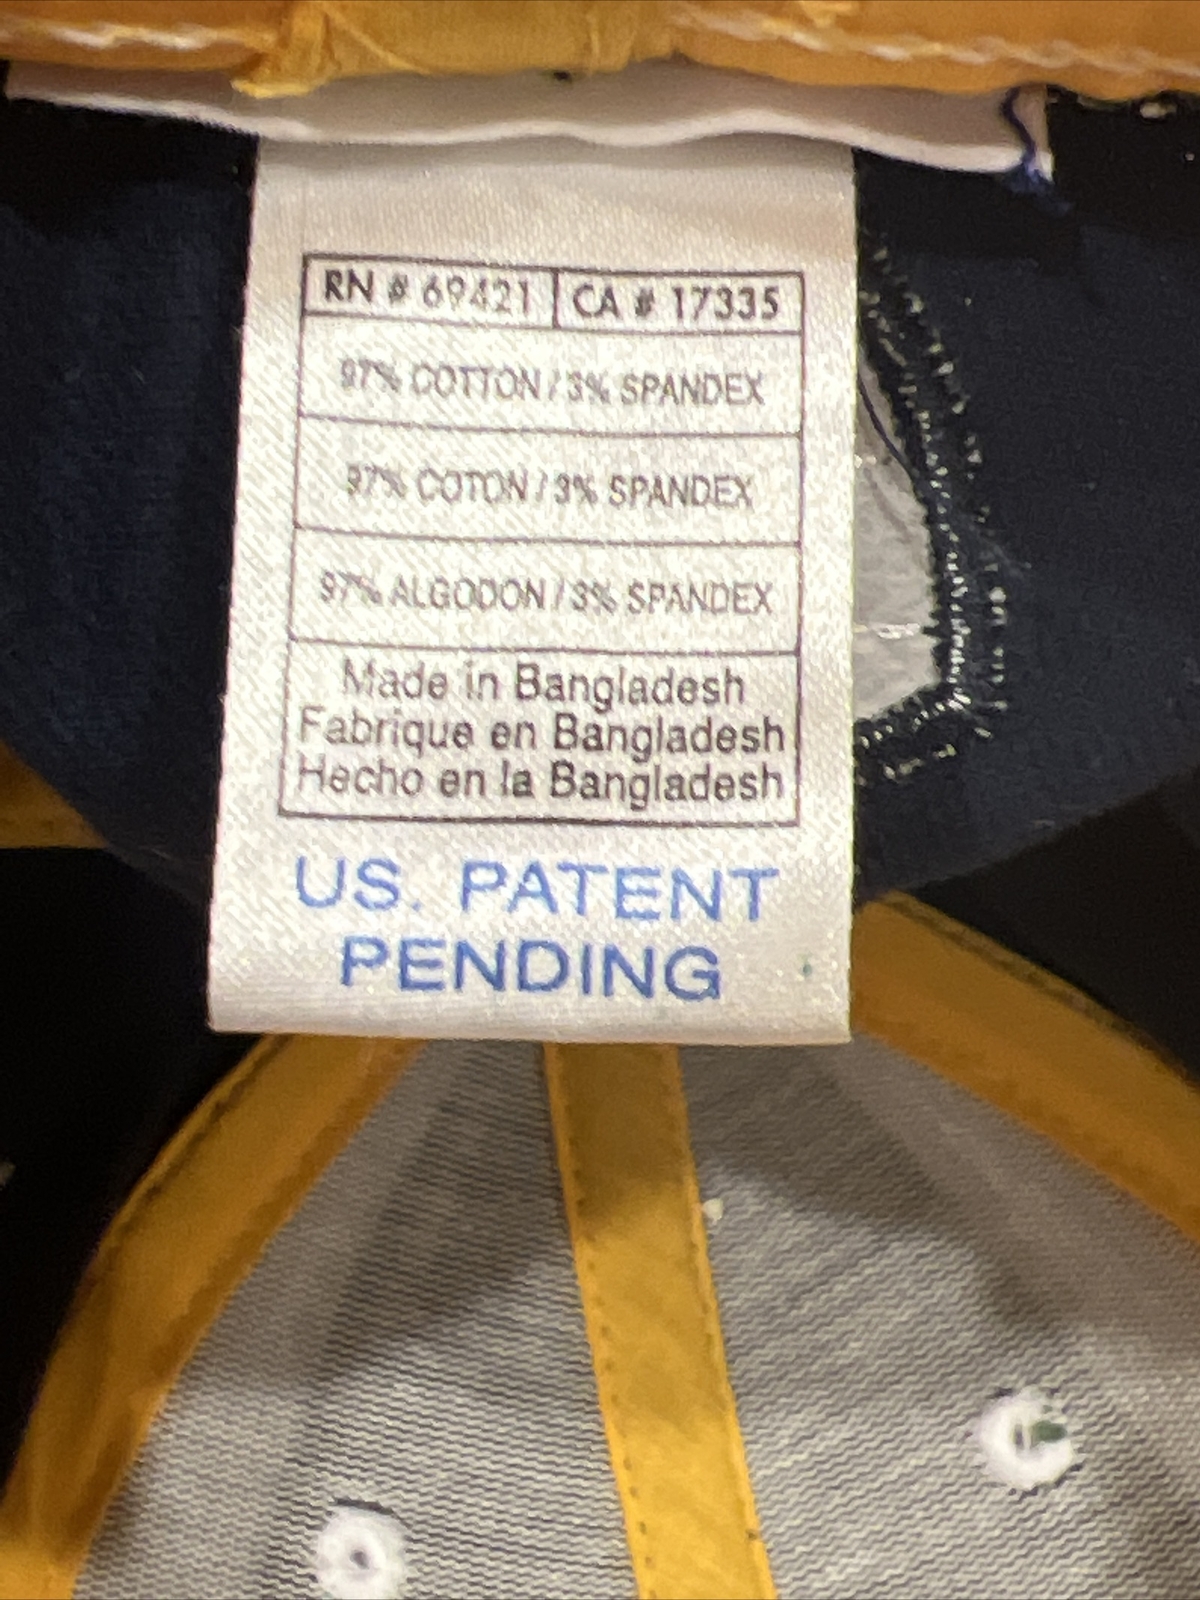 RN # 69421 CA # 17335
97% COTTON / 3% SPANDEX
97% COTON / 3% SPANDEX
97% ALGODON / 3% SPANDEX
Made in Bangladesh
Fabrique en Bangladesh
Hecho en la Bangladesh
US. PATENT
PENDING